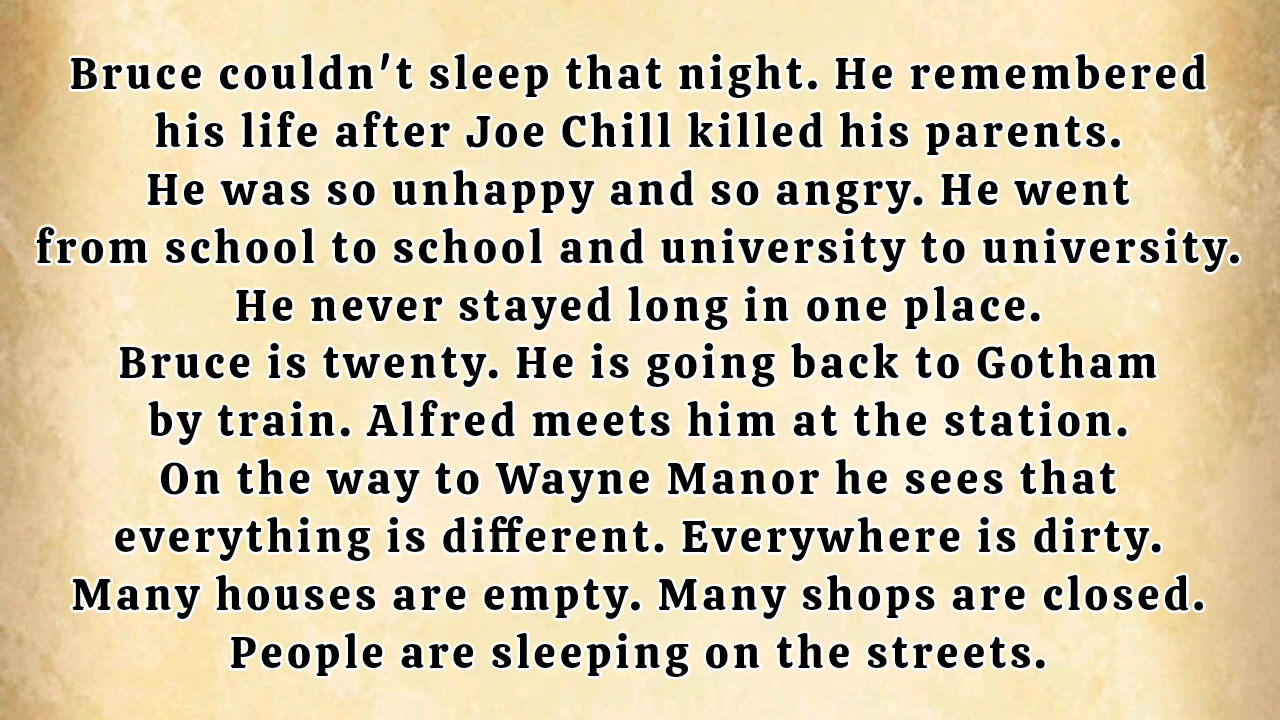 Bruce couldn't sleep that night. He remembered
his life after Joe Chill killed his parents.
He was so unhappy and so angry. He went
from school to school and university to university.
He never stayed long in one place.
Bruce is twenty. He is going back to Gotham
by train. Alfred meets him at the station.
On the way to Wayne Manor he sees that
everything is different. Everywhere is dirty.
Many houses are empty. Many shops are closed.
People are sleeping on the streets.